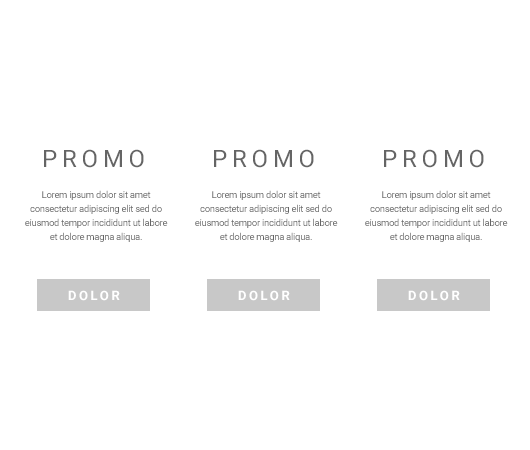 PROMO
Lorem ipsum dolor sit amet
consectetur adipiscing elit sed do
eiusmod tempor incididunt ut labore
et dolore magna aliqua.
DOLOR
PROMO
Lorem ipsum dolor sit amet
consectetur adipiscing elit sed do
eiusmod tempor incididunt ut labore
et dolore magna aliqua.
DOLOR
PROMO
Lorem ipsum dolor sit amet
consectetur adipiscing elit sed do
eiusmod tempor incididunt ut labore
et dolore magna aliqua.
DOLOR